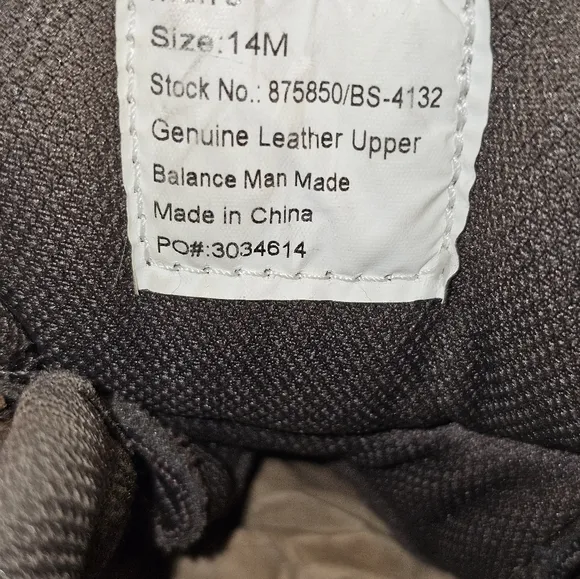 Size:14M
Stock No.: 875850/BS-4132
Genuine Leather Upper
Balance Man Made
Made in China
PO#:3034614